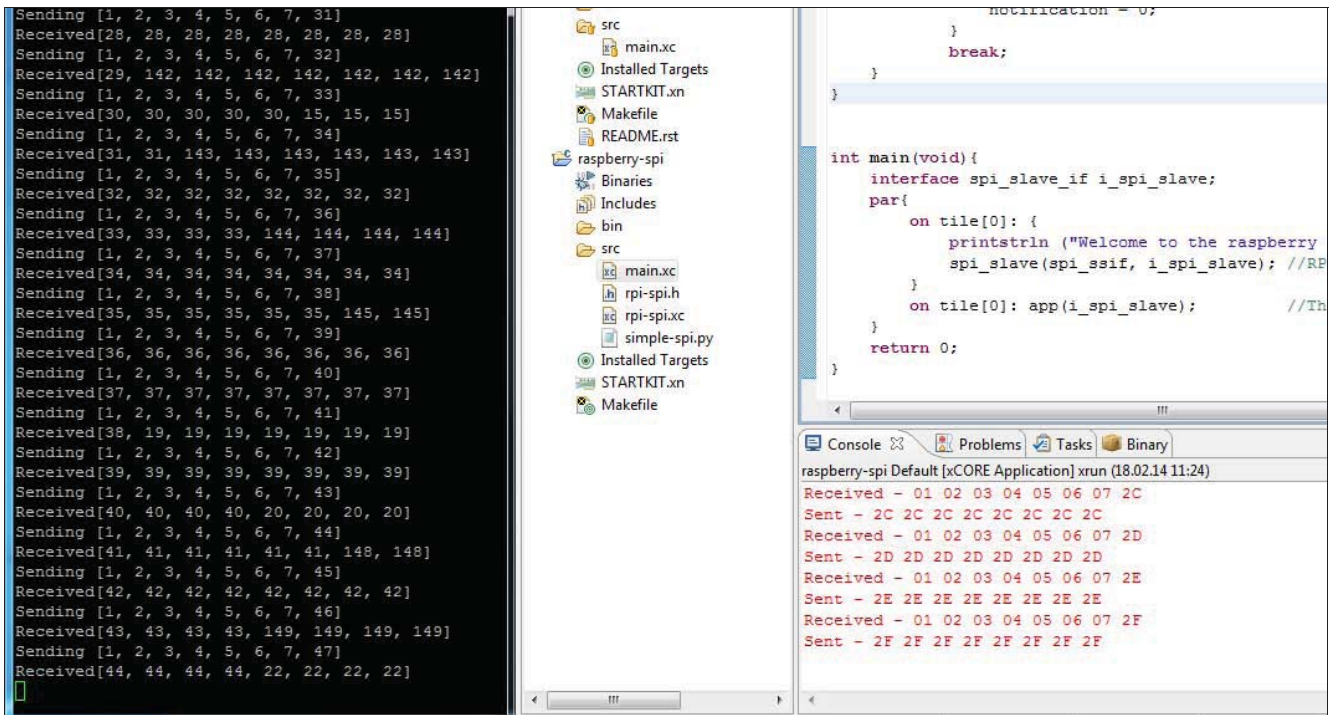 Sending [1, 2, 3, 4, 5, 6, 7, 31]
Received[28, 28, 28, 28, 28, 28, 28, 28]
Sending [1, 2, 3, 4, 5, 6, 7, 32]
Received[29, 142, 142, 142, 142, 142, 142, 142]
Sending [1, 2, 3, 4, 5, 6, 7, 33]
Received[30, 30, 30, 30, 30, 15, 15, 15]
Sending [1, 2, 3, 4, 5, 6, 7, 34]
Received[31, 31, 143, 143, 143, 143, 143, 143]
Sending [1, 2, 3, 4, 5, 6, 7, 35]
Received[32, 32, 32, 32, 32, 32, 32, 32]
Sending [1, 2, 3, 4, 5, 6, 7, 36]
Received[33, 33, 33, 33, 144, 144, 144, 144]
Sending [1, 2, 3, 4, 5, 6, 7, 37]
Received[34, 34, 34, 34, 34, 34, 34, 34]
Sending [1, 2, 3, 4, 5, 6, 7, 38]
Received[35, 35, 35, 35, 35, 35, 145, 145]
Sending [1, 2, 3, 4, 5, 6, 7, 39]
Received[36, 36, 36, 36, 36, 36, 36, 36]
Sending [1, 2, 3, 4, 5, 6, 7, 40]
Received[37, 37, 37, 37, 37, 37, 37, 37]
Sending [1, 2, 3, 4, 5, 6, 7, 41]
Received[38, 19, 19, 19, 19, 19, 19, 19]
Sending [1, 2, 3, 4, 5, 6, 7, 42]
Received[39, 39, 39, 39, 39, 39, 39, 39]
Sending [1, 2, 3, 4, 5, 6, 7, 43]
Received[40, 40, 40, 40, 20, 20, 20, 20]
Sending [1, 2, 3, 4, 5, 6, 7, 44]
Received[41, 41, 41, 41, 41, 41, 148, 148]
Sending [1, 2, 3, 4, 5, 6, 7, 45]
Received[42, 42, 42, 42, 42, 42, 42, 42]
Sending [1, 2, 3, 4, 5, 6, 7, 46]
Received[43, 43, 43, 43, 149, 149, 149, 149]
Sending [1, 2, 3, 4, 5, 6, 7, 47]
Received[44, 44, 44, 44, 22, 22, 22, 22]
src
main.xc
Installed Targets
STARTKIT.xn
Makefile
README.rst
raspberry-spi
Binaries
Includes
bin
src
main.xc
rpi-spi.h
rpi-spi.xc
simple-spi.py
Installed Targets
STARTKIT.xn
Makefile
notification = 0;
}
break;
}
}
int main(void){
interface spi_slave_if i_spi_slave;
par{
on tile[0]: {
printstrln ("Welcome to the raspberry
spi_slave(spi_ssif, i_spi_slave); //RP
}
on tile[0]: app(i_spi_slave); //Th
}
return 0;
}
Console Problems Tasks Binary
raspberry-spi Default [xCORE Application] xrun (18.02.14 11:24)
Received - 01 02 03 04 05 06 07 2C
Sent - 2C 2C 2C 2C 2C 2C 2C 2C
Received - 01 02 03 04 05 06 07 2D
Sent - 2D 2D 2D 2D 2D 2D 2D 2D
Received - 01 02 03 04 05 06 07 2E
Sent - 2E 2E 2E 2E 2E 2E 2E 2E
Received - 01 02 03 04 05 06 07 2F
Sent - 2F 2F 2F 2F 2F 2F 2F 2F